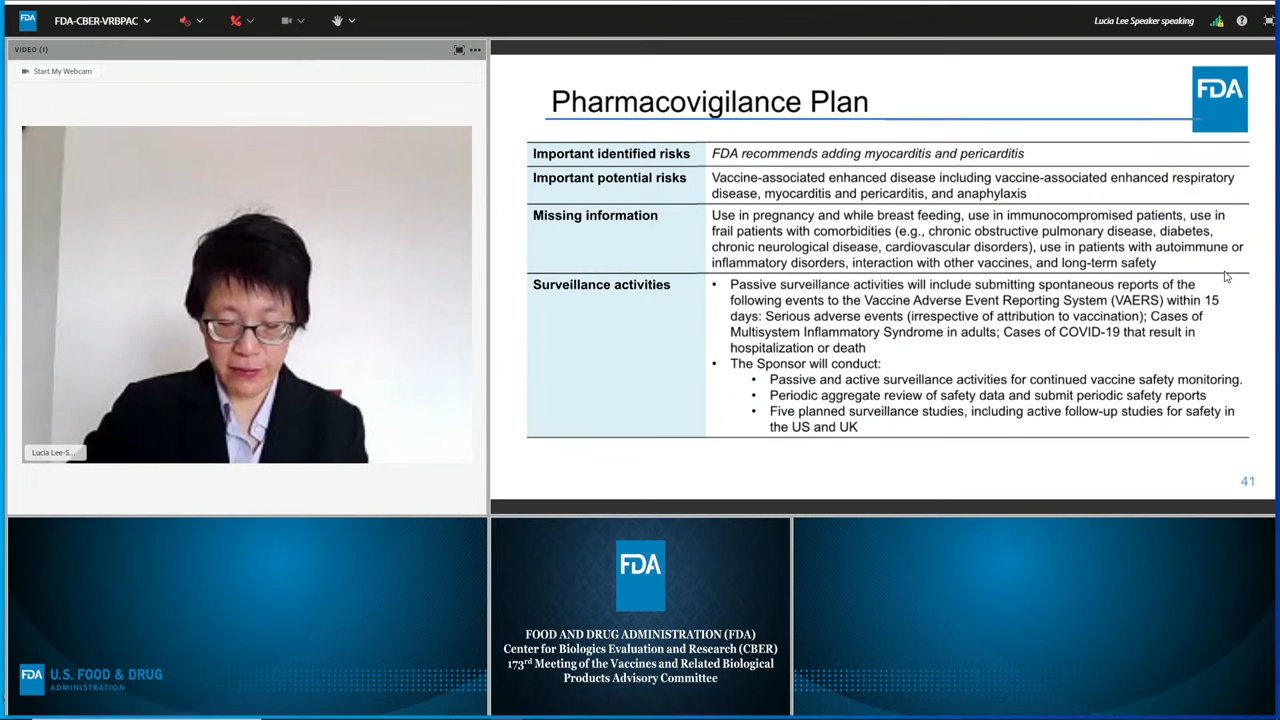 FDA
FDA-CBER-VRBPAC
Lucia Lee Speaker speaking
VIDEO (1)
Start My Webcam
Lucia Lee-S...
FDA
Pharmacovigilance Plan
Important identified risks
FDA recommends adding myocarditis and pericarditis
Important potential risks
Vaccine-associated enhanced disease including vaccine-associated enhanced respiratory
disease, myocarditis and pericarditis, and anaphylaxis
Missing information
Use in pregnancy and while breast feeding, use in immunocompromised patients, use in
frail patients with comorbidities (e.g., chronic obstructive pulmonary disease, diabetes,
chronic neurological disease, cardiovascular disorders), use in patients with autoimmune or
inflammatory disorders, interaction with other vaccines, and long-term safety
Surveillance activities
• Passive surveillance activities will include submitting spontaneous reports of the
following events to the Vaccine Adverse Event Reporting System (VAERS) within 15
days: Serious adverse events (irrespective of attribution to vaccination); Cases of
Multisystem Inflammatory Syndrome in adults; Cases of COVID-19 that result in
hospitalization or death
• The Sponsor will conduct:
• Passive and active surveillance activities for continued vaccine safety monitoring.
• Periodic aggregate review of safety data and submit periodic safety reports
• Five planned surveillance studies, including active follow-up studies for safety in
the US and UK
41
FDA
FOOD AND DRUG ADMINISTRATION (FDA)
Center for Biologics Evaluation and Research (CBER)
173rd Meeting of the Vaccines and Related Biological
Products Advisory Committee
FDA
U.S. FOOD & DRUG
ADMINISTRATION